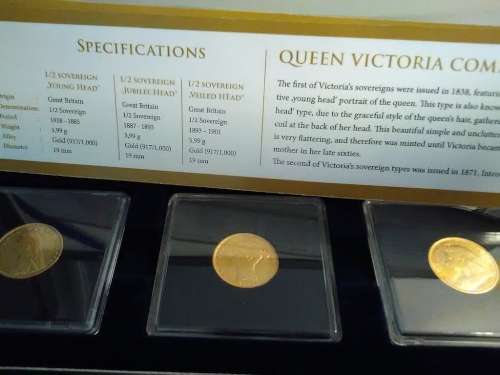 SPECIFICATIONS
1/2 SOVEREIGN
„YOUNG HEAD"
Great Britain
1/2 Sovereign
1838 - 1885
3,99 g
Gold (917/1,000)
19 mm
1/2 SOVEREIGN
„JUBILEE HEAD"
Great Britain
1/2 Sovereign
1887 - 1893
3,99 g
Gold (917/1,000)
19 mm
1/2 SOVEREIGN
„VEILED HEAD"
Great Britain
1/2 Sovereign
1893 - 1901
3,99 g
Gold (917/1,000)
19 mm
Denomination:
Period :
Weight :
Alloy :
Diameter :
QUEEN VICTORIA COM
The first of Victoria's sovereigns were issued in 1838, featurin
tive „young head" portrait of the queen. This type is also know
head' type, due to the graceful style of the queen's hair, gathere
coil at the back of her head. This beautiful simple and unclutte
is very flattering, and therefore was minted until Victoria becam
mother in her late sixties.
The second of Victoria's sovereign types was issued in 1871. Introd